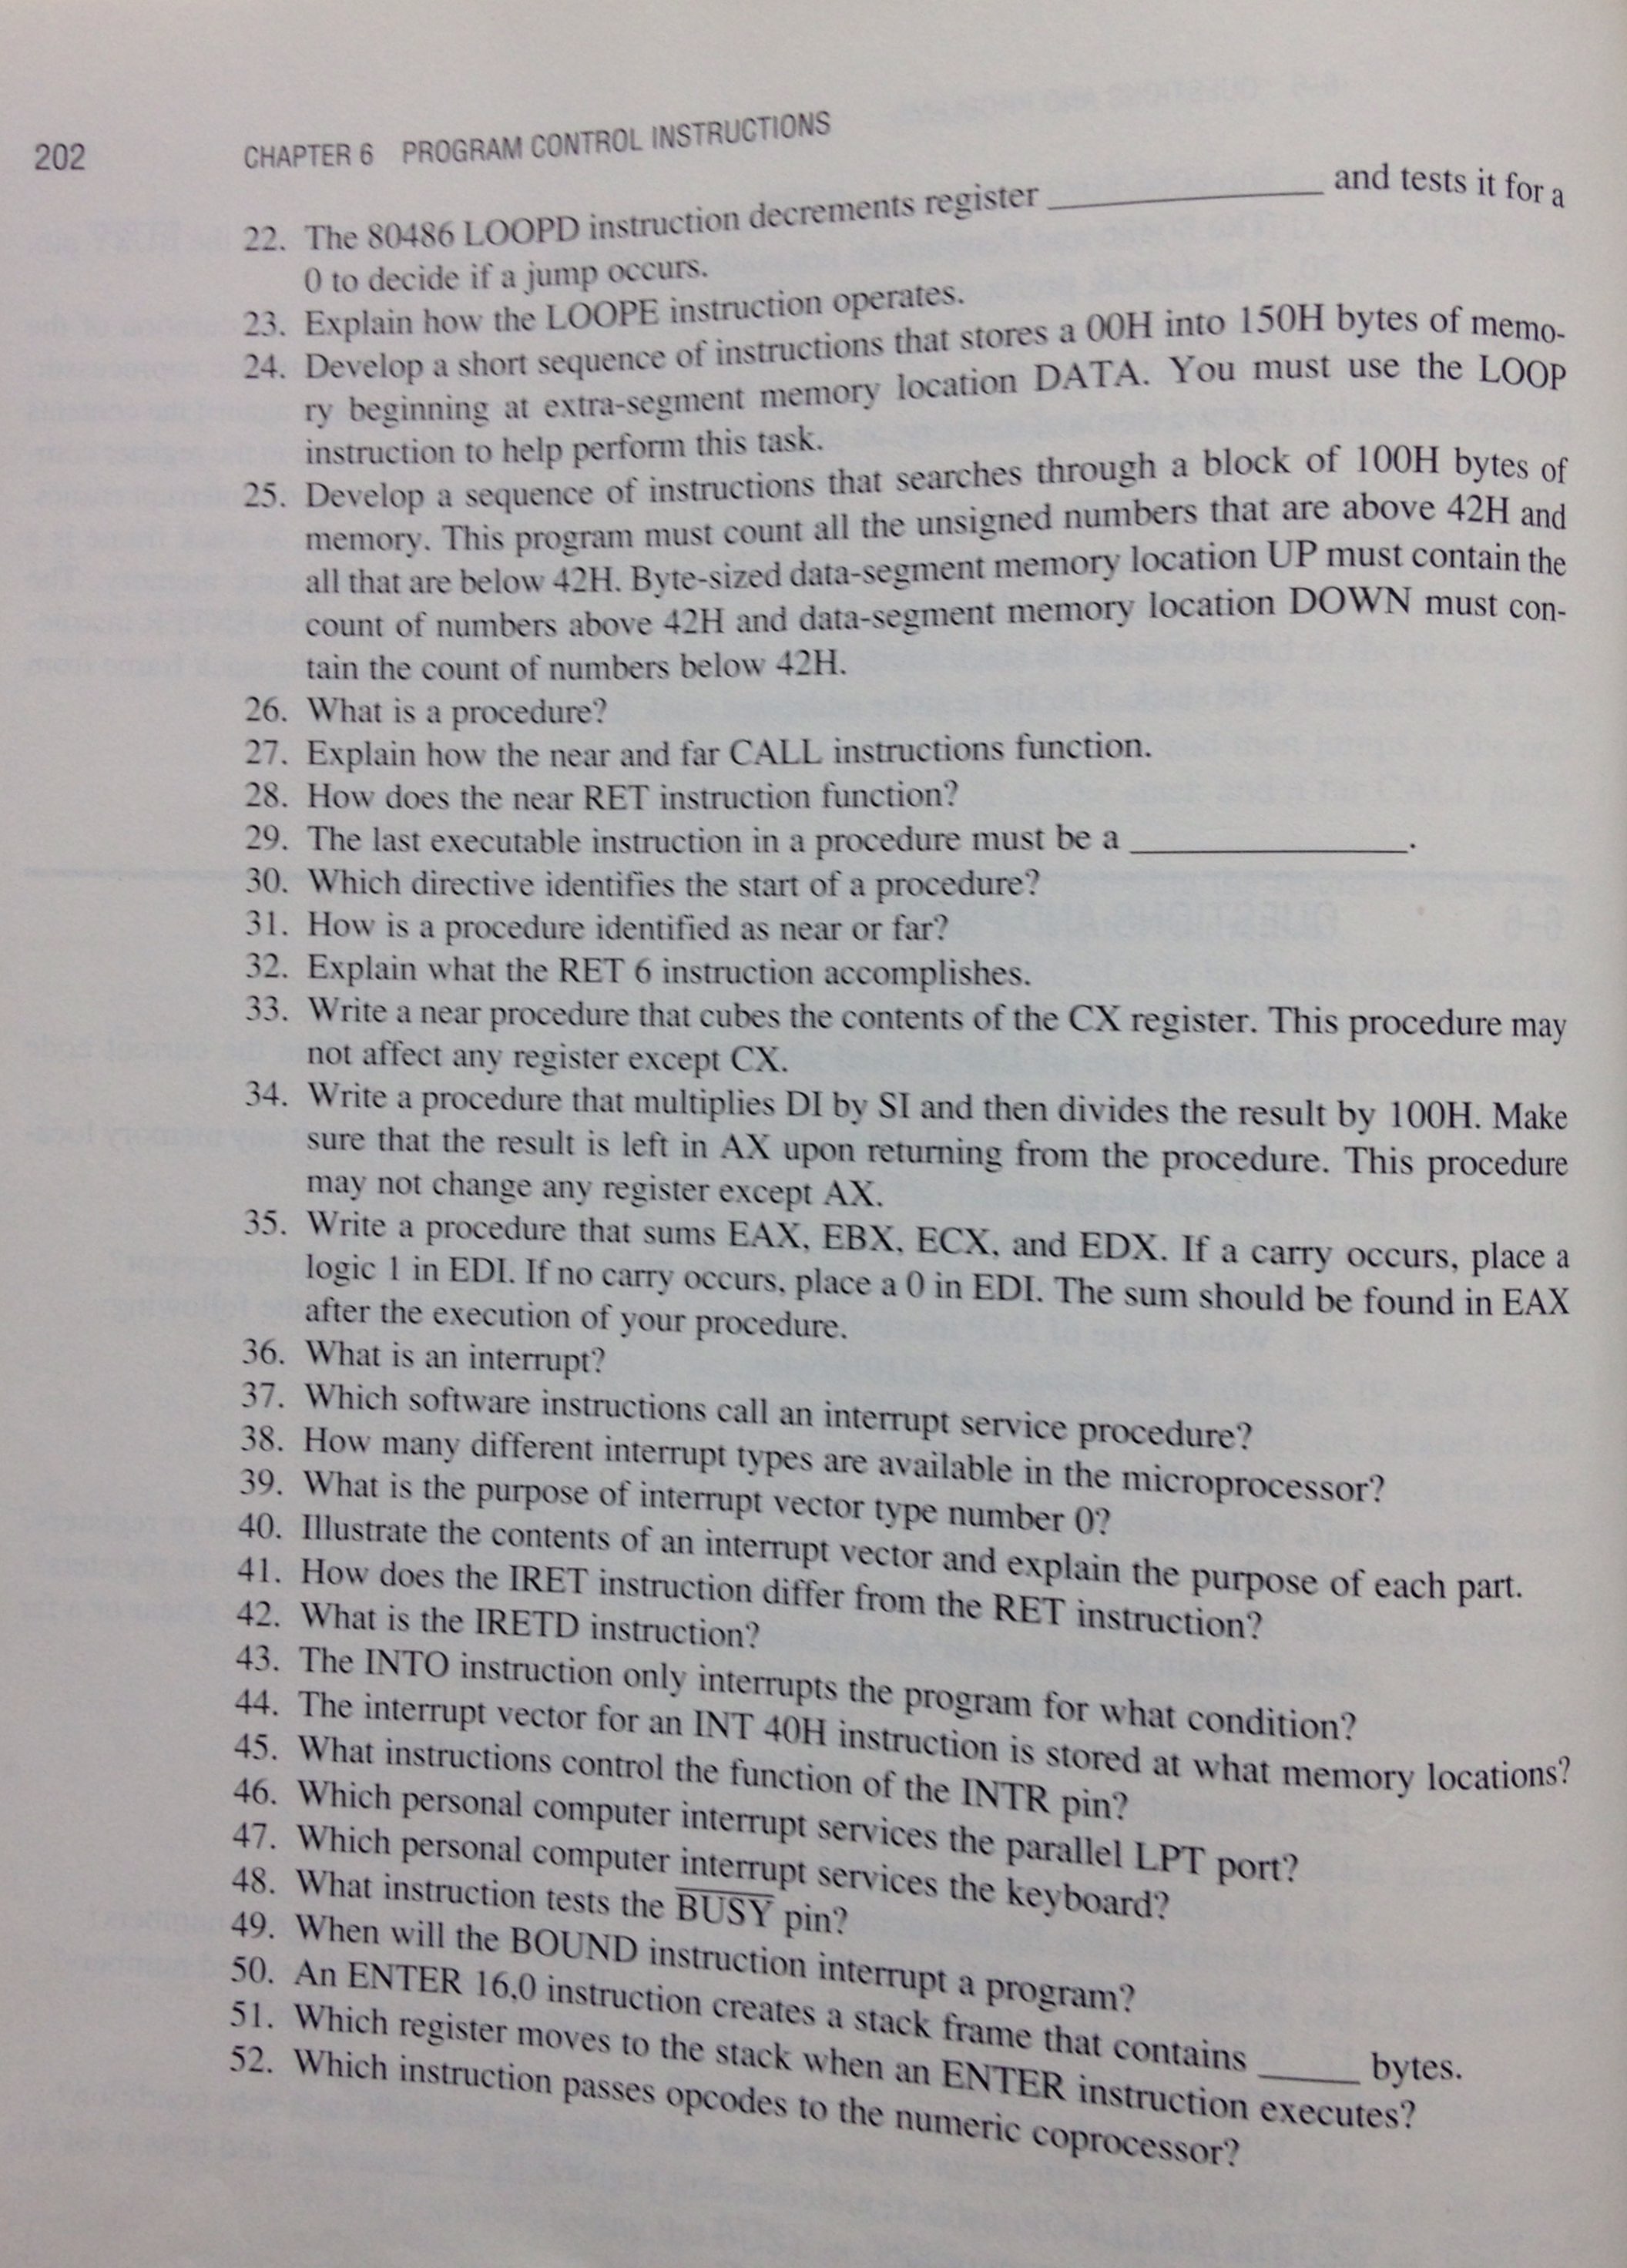 202 CHAPTER 6 PROGRAM CONTROL INSTRUCTIONS
22. The 80486 LOOPD instruction decrements register ____________ and tests it for a
0 to decide if a jump occurs.
23. Explain how the LOOPE instruction operates.
24. Develop a short sequence of instructions that stores a 00H into 150H bytes of memo-
ry beginning at extra-segment memory location DATA. You must use the LOOP
instruction to help perform this task.
25. Develop a sequence of instructions that searches through a block of 100H bytes of
memory. This program must count all the unsigned numbers that are above 42H and
all that are below 42H. Byte-sized data-segment memory location UP must contain the
count of numbers above 42H and data-segment memory location DOWN must con-
tain the count of numbers below 42H.
26. What is a procedure?
27. Explain how the near and far CALL instructions function.
28. How does the near RET instruction function?
29. The last executable instruction in a procedure must be a ____________.
30. Which directive identifies the start of a procedure?
31. How is a procedure identified as near or far?
32. Explain what the RET 6 instruction accomplishes.
33. Write a near procedure that cubes the contents of the CX register. This procedure may
not affect any register except CX.
34. Write a procedure that multiplies DI by SI and then divides the result by 100H. Make
sure that the result is left in AX upon returning from the procedure. This procedure
may not change any register except AX.
35. Write a procedure that sums EAX, EBX, ECX, and EDX. If a carry occurs, place a
logic 1 in EDI. If no carry occurs, place a 0 in EDI. The sum should be found in EAX
after the execution of your procedure.
36. What is an interrupt?
37. Which software instructions call an interrupt service procedure?
38. How many different interrupt types are available in the microprocessor?
39. What is the purpose of interrupt vector type number 0?
40. Illustrate the contents of an interrupt vector and explain the purpose of each part.
41. How does the IRET instruction differ from the RET instruction?
42. What is the IRETD instruction?
43. The INTO instruction only interrupts the program for what condition?
44. The interrupt vector for an INT 40H instruction is stored at what memory locations?
45. What instructions control the function of the INTR pin?
46. Which personal computer interrupt services the parallel LPT port?
47. Which personal computer interrupt services the keyboard?
48. What instruction tests the B̅U̅S̅Y̅ pin?
49. When will the BOUND instruction interrupt a program?
50. An ENTER 16,0 instruction creates a stack frame that contains _____ bytes.
51. Which register moves to the stack when an ENTER instruction executes?
52. Which instruction passes opcodes to the numeric coprocessor?